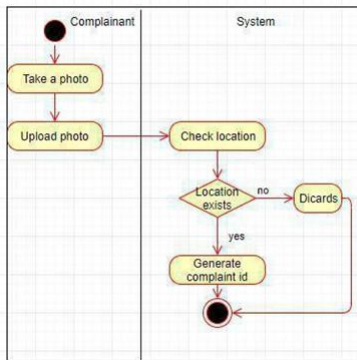 Complainant
System
Take a photo
Upload photo
Check location
Location
exists
no
Dicards
yes
Generate
complaint id